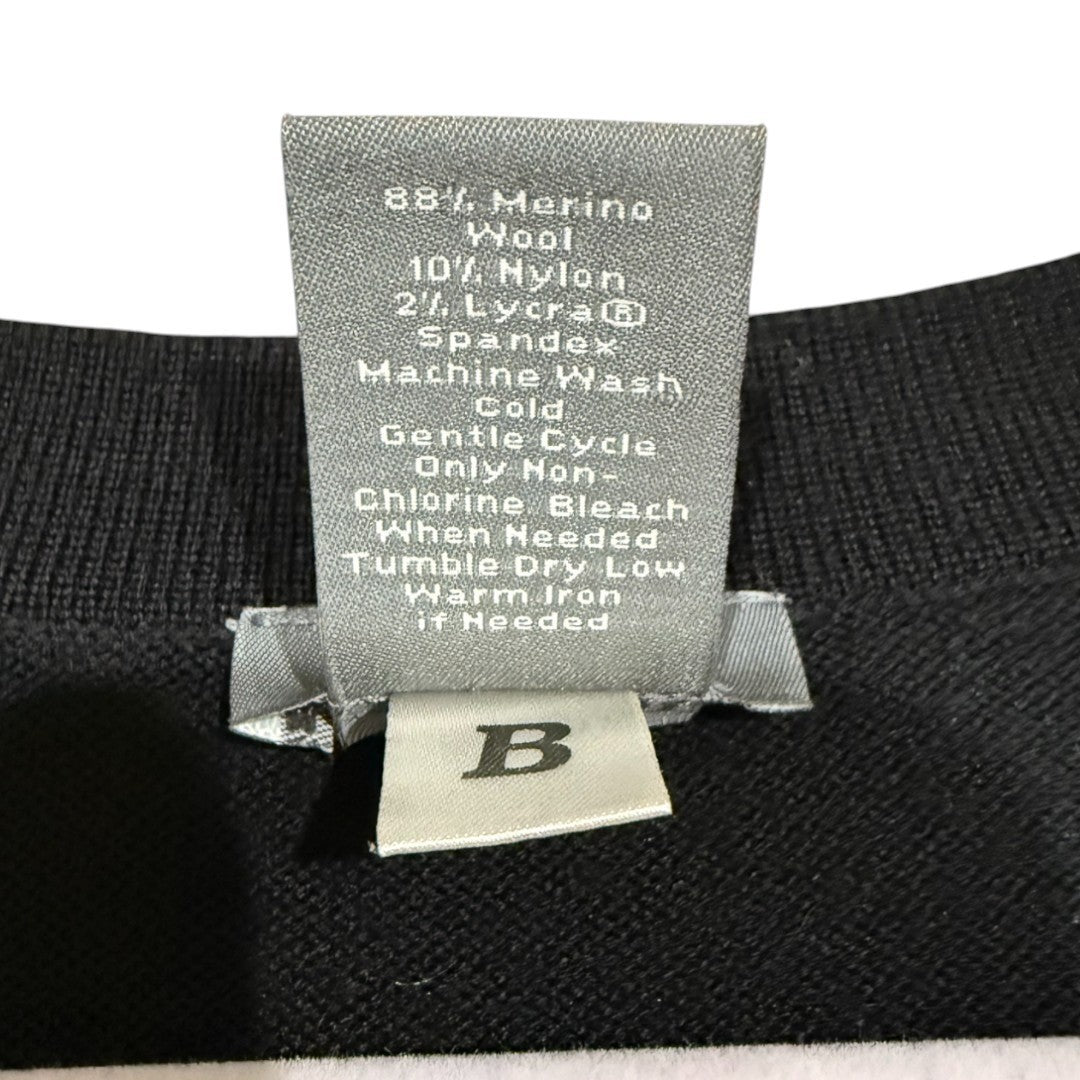 88% Merino
Wool
10% Nylon
2% Lycra®
Spandex
Machine Wash
Cold
Gentle Cycle
Only Non-
Chlorine Bleach
When Needed
Tumble Dry Low
Warm Iron
if Needed
B